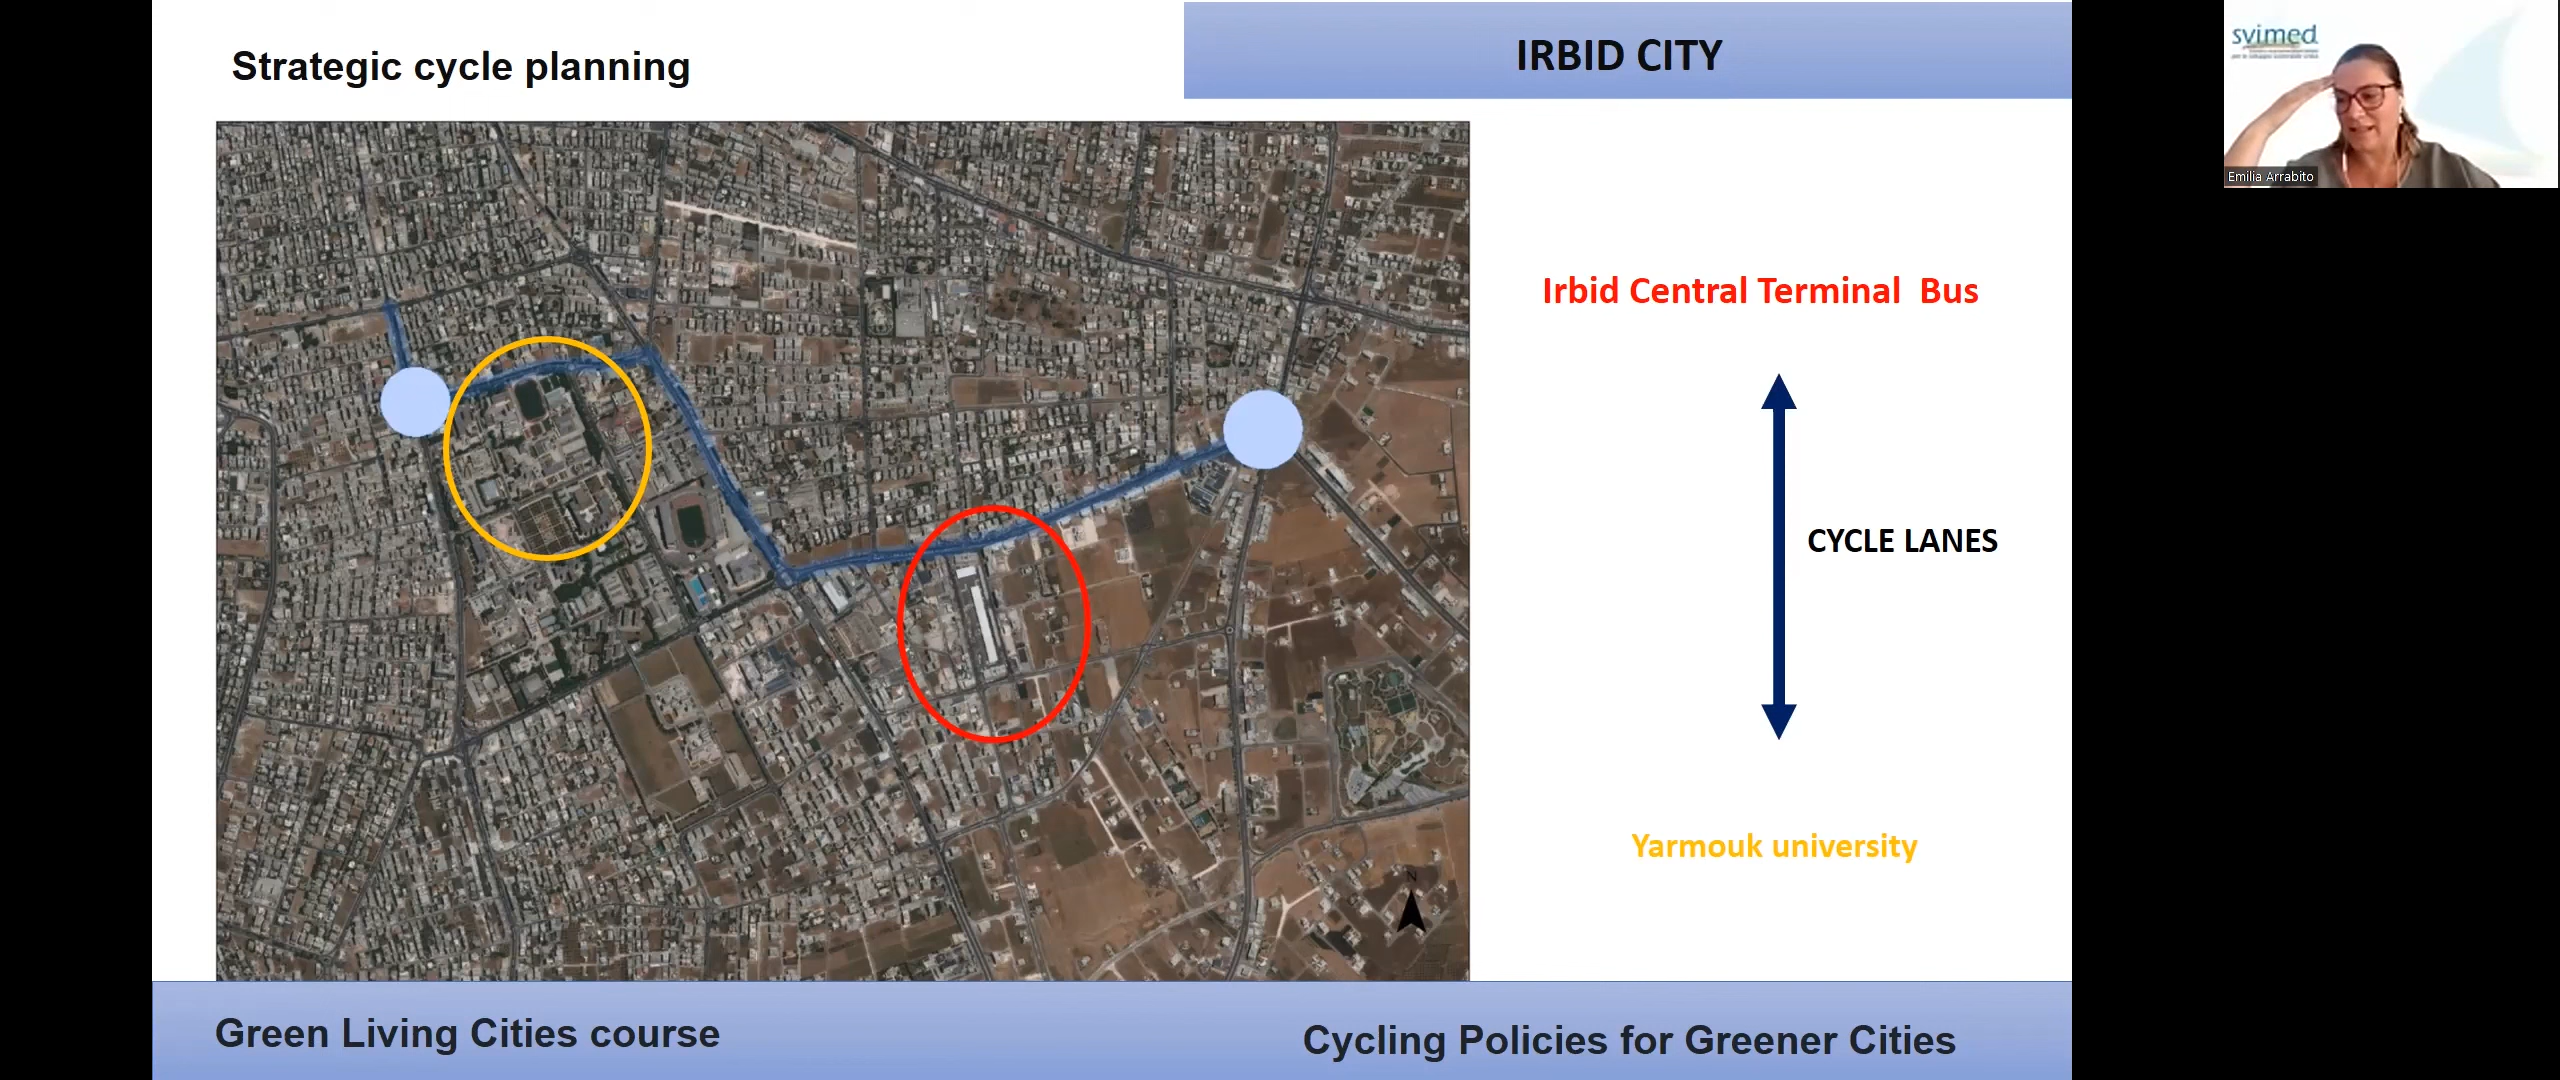 Strategic cycle planning
IRBID CITY
svimed
Emilia Arrabito
Irbid Central Terminal  Bus
CYCLE LANES
Yarmouk university
N
Green Living Cities course
Cycling Policies for Greener Cities